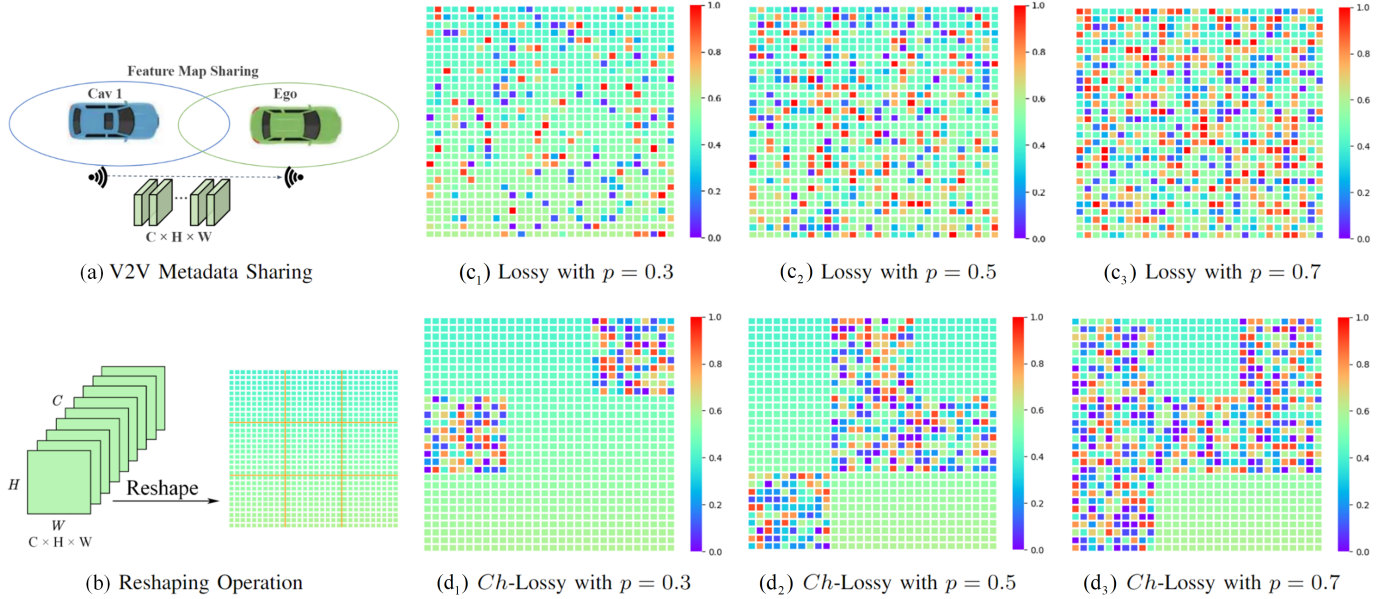 Feature Map Sharing
Cav 1
Ego
...
C × H × W
(a) V2V Metadata Sharing
1.0
0.8
0.6
0.4
0.2
0.0
(c₁) Lossy with p = 0.3
1.0
0.8
0.6
0.4
0.2
0.0
(c₂) Lossy with p = 0.5
1.0
0.8
0.6
0.4
0.2
0.0
(c₃) Lossy with p = 0.7
C
H
Reshape
W
C × H × W
(b) Reshaping Operation
1.0
0.8
0.6
0.4
0.2
0.0
(d₁) Ch-Lossy with p = 0.3
1.0
0.8
0.6
0.4
0.2
0.0
(d₂) Ch-Lossy with p = 0.5
1.0
0.8
0.6
0.4
0.2
0.0
(d₃) Ch-Lossy with p = 0.7